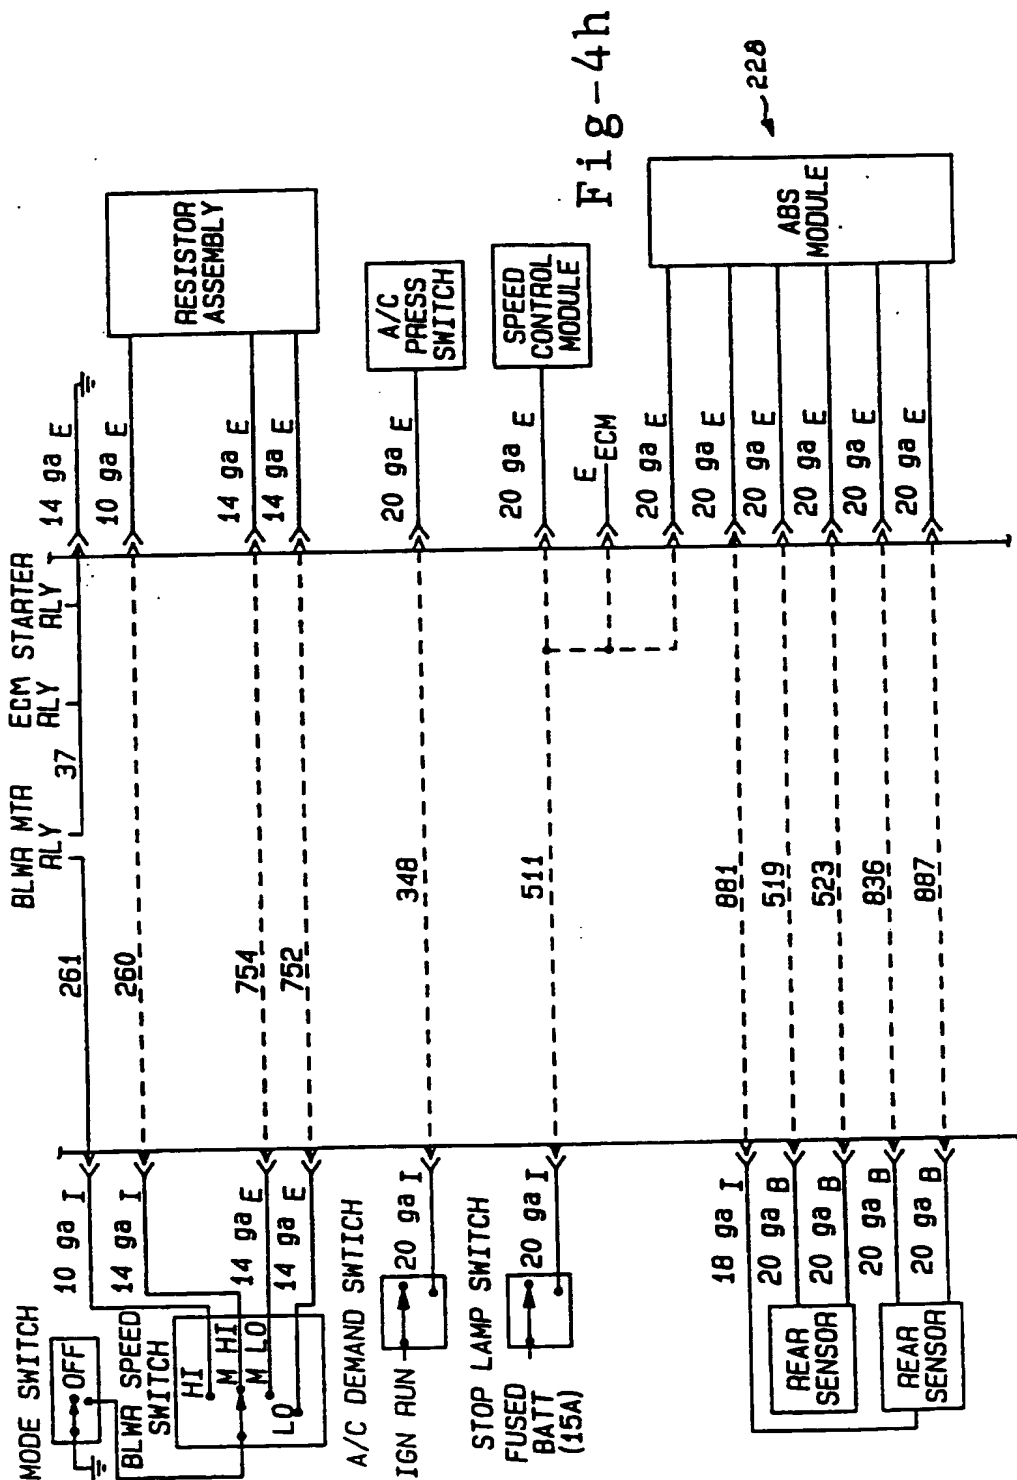 MODE SWITCH
OFF
BLWR SPEED
SWITCH
HI
M HI
M LO
LO
10 ga I
14 ga I
14 ga E
14 ga E
A/C DEMAND SWTICH
IGN RUN
20 ga I
STOP LAMP SWITCH
FUSED
BATT
(15A)
20 ga I
18 ga I
20 ga B
20 ga B
20 ga B
20 ga B
REAR
SENSOR
REAR
SENSOR
BLWR MTR
RLY
ECM
RLY
STARTER
RLY
261
37
260
754
752
348
511
881
519
523
836
887
14 ga E
10 ga E
14 ga E
14 ga E
20 ga E
20 ga E
E
ECM
20 ga E
20 ga E
20 ga E
20 ga E
20 ga E
20 ga E
RESISTOR
ASSEMBLY
A/C
PRESS
SWITCH
SPEED
CONTROL
MODULE
ABS
MODULE
228
Fig-4h